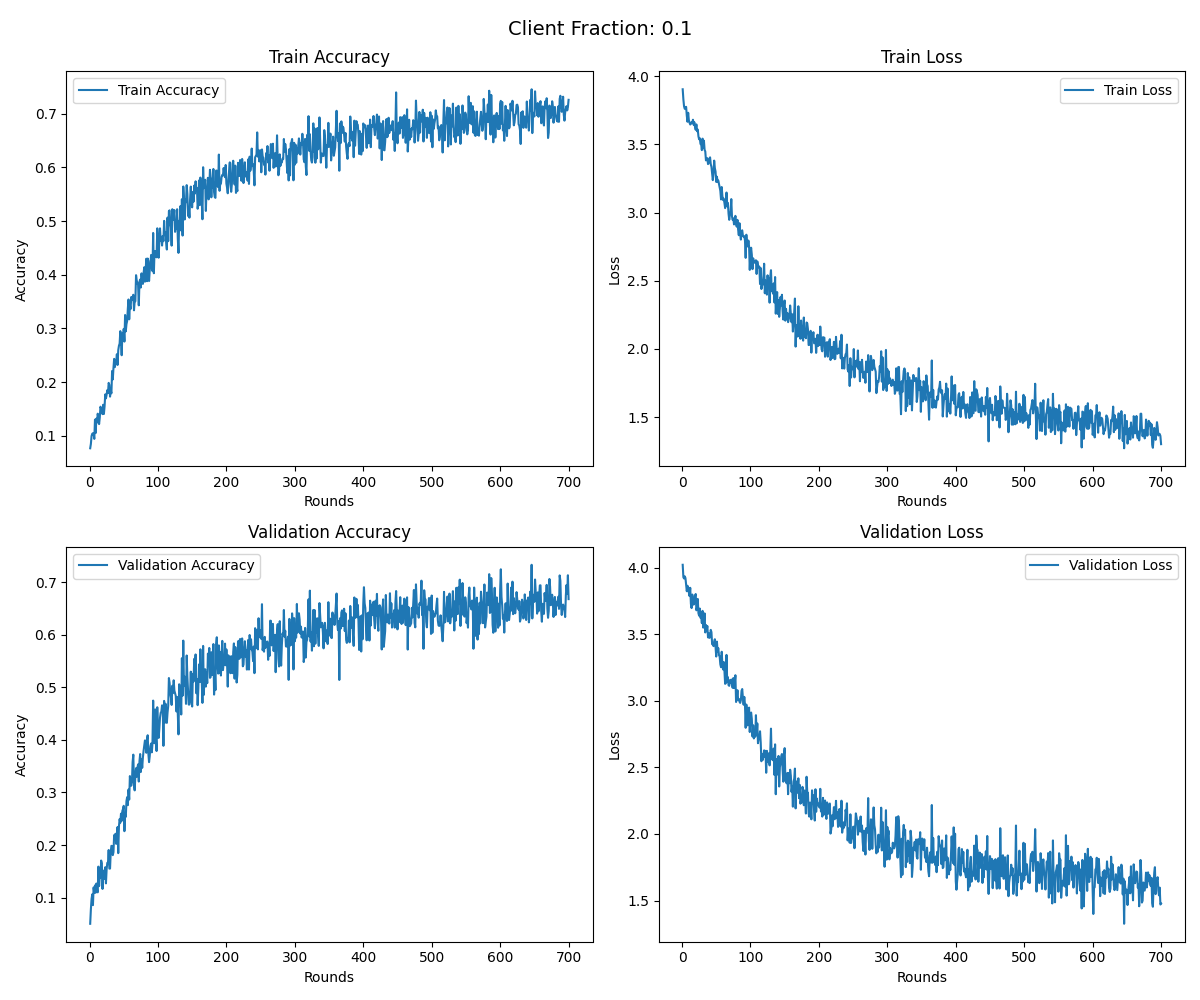 Client Fraction: 0.1
Train Accuracy
Train Accuracy
0.7
0.6
0.5
0.4
0.3
0.2
0.1
Accuracy
0 100 200 300 400 500 600 700
Rounds
Train Loss
Train Loss
4.0
3.5
3.0
2.5
2.0
1.5
Loss
0 100 200 300 400 500 600 700
Rounds
Validation Accuracy
Validation Accuracy
0.7
0.6
0.5
0.4
0.3
0.2
0.1
Accuracy
0 100 200 300 400 500 600 700
Rounds
Validation Loss
Validation Loss
4.0
3.5
3.0
2.5
2.0
1.5
Loss
0 100 200 300 400 500 600 700
Rounds